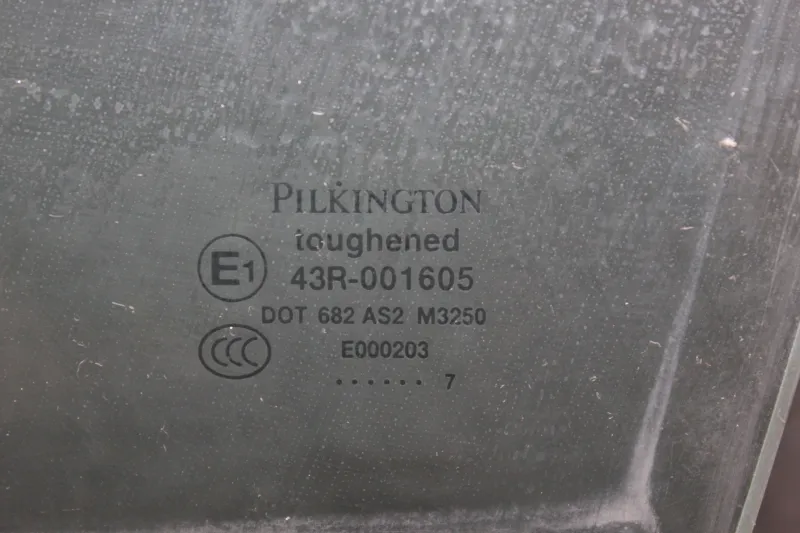 PILKINGTON
toughened
E1 43R-001605
DOT 682 AS2 M3250
CCC E000203
...... 7